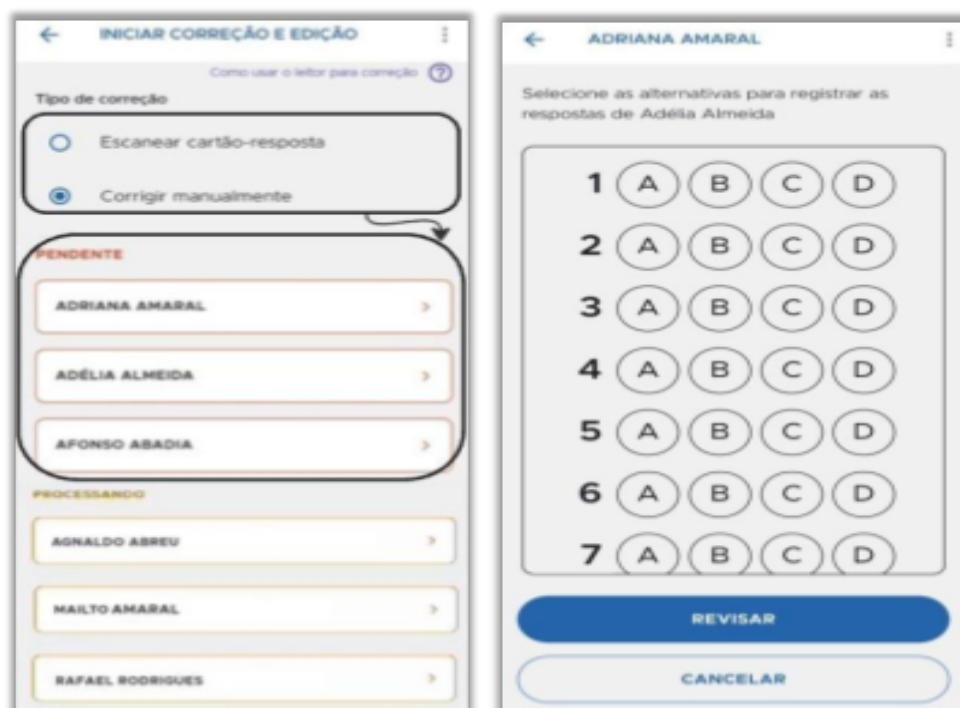 INICIAR CORREÇÃO E EDIÇÃO
Como usar o leitor para correção ?
Tipo de correção
Escanear cartão-resposta
Corrigir manualmente
PENDENTE
ADRIANA AMARAL
ADÉLIA ALMEIDA
AFONSO ABADIA
PROCESSANDO
AGNALDO ABREU
MAILTO AMARAL
RAFAEL RODRIGUES
ADRIANA AMARAL
Selecione as alternativas para registrar as
respostas de Adélia Almeida
1 A B C D
2 A B C D
3 A B C D
4 A B C D
5 A B C D
6 A B C D
7 A B C D
REVISAR
CANCELAR